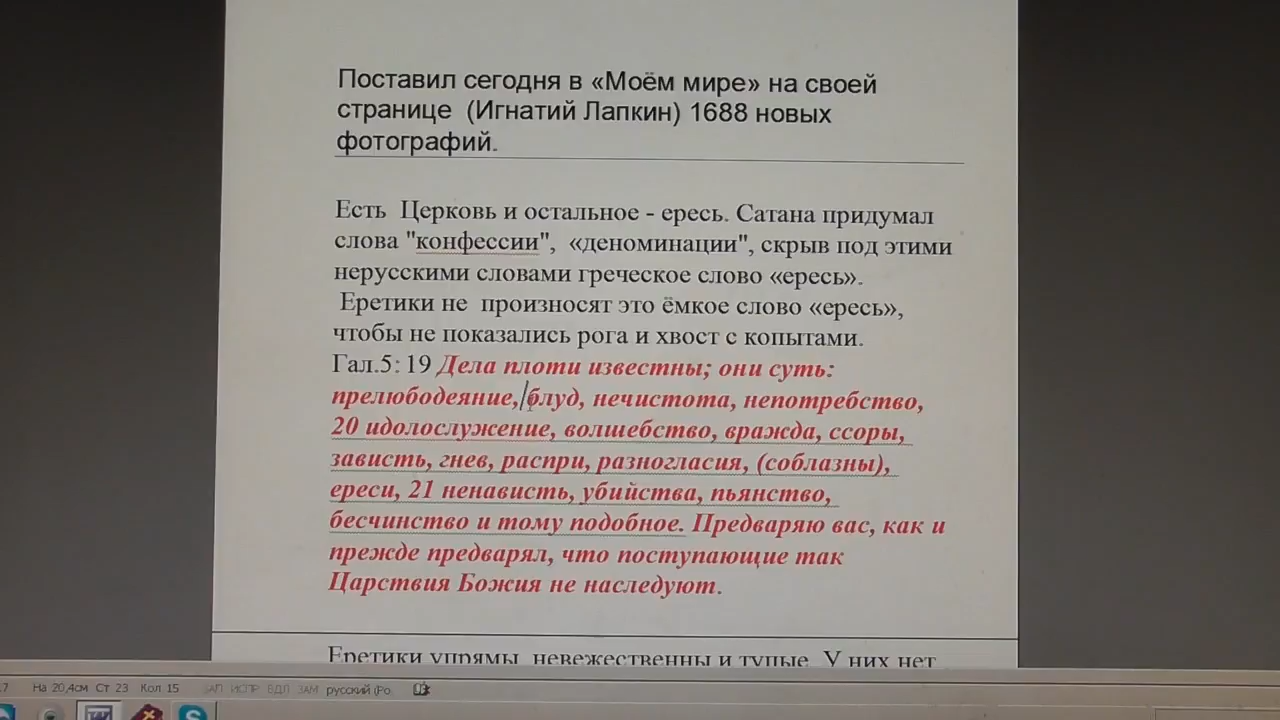 Поставил сегодня в «Моём мире» на своей
странице (Игнатий Лапкин) 1688 новых
фотографий.
Есть Церковь и остальное - ересь. Сатана придумал
слова "конфессии", «деноминации", скрыв под этими
нерусскими словами греческое слово «ересь».
Еретики не произносят это ёмкое слово «ересь»,
чтобы не показались рога и хвост с копытами.
Гал.5: 19 Дела плоти известны; они суть:
прелюбодеяние, блуд, нечистота, непотребство,
20 идолослужение, волшебство, вражда, ссоры,
зависть, гнев, распри, разногласия, (соблазны),
ереси, 21 ненависть, убийства, пьянство,
бесчинство и тому подобное. Предваряю вас, как и
прежде предварял, что поступающие так
Царствия Божия не наследуют.
Еретики упрямы, невежественны и тупые. У них нет
На 20,4см Ст 23 Кол 15 ЗАП ИСПР ВДЛ ЗАМ русский (Ро